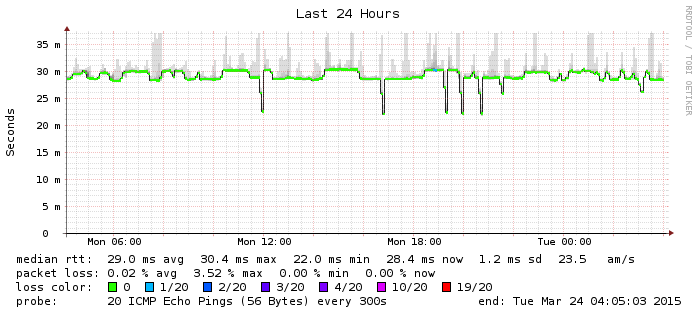 Last 24 Hours
RRDTOOL / TOBI OETIKER
Seconds
35 m
30 m
25 m
20 m
15 m
10 m
5 m
0
Mon 06:00 Mon 12:00 Mon 18:00 Tue 00:00
median rtt: 29.0 ms avg 30.4 ms max 22.0 ms min 28.4 ms now 1.2 ms sd 23.5 am/s
packet loss: 0.02 % avg 3.52 % max 0.00 % min 0.00 % now
loss color: 0 1/20 2/20 3/20 4/20 10/20 19/20
probe: 20 ICMP Echo Pings (56 Bytes) every 300s end: Tue Mar 24 04:05:03 2015